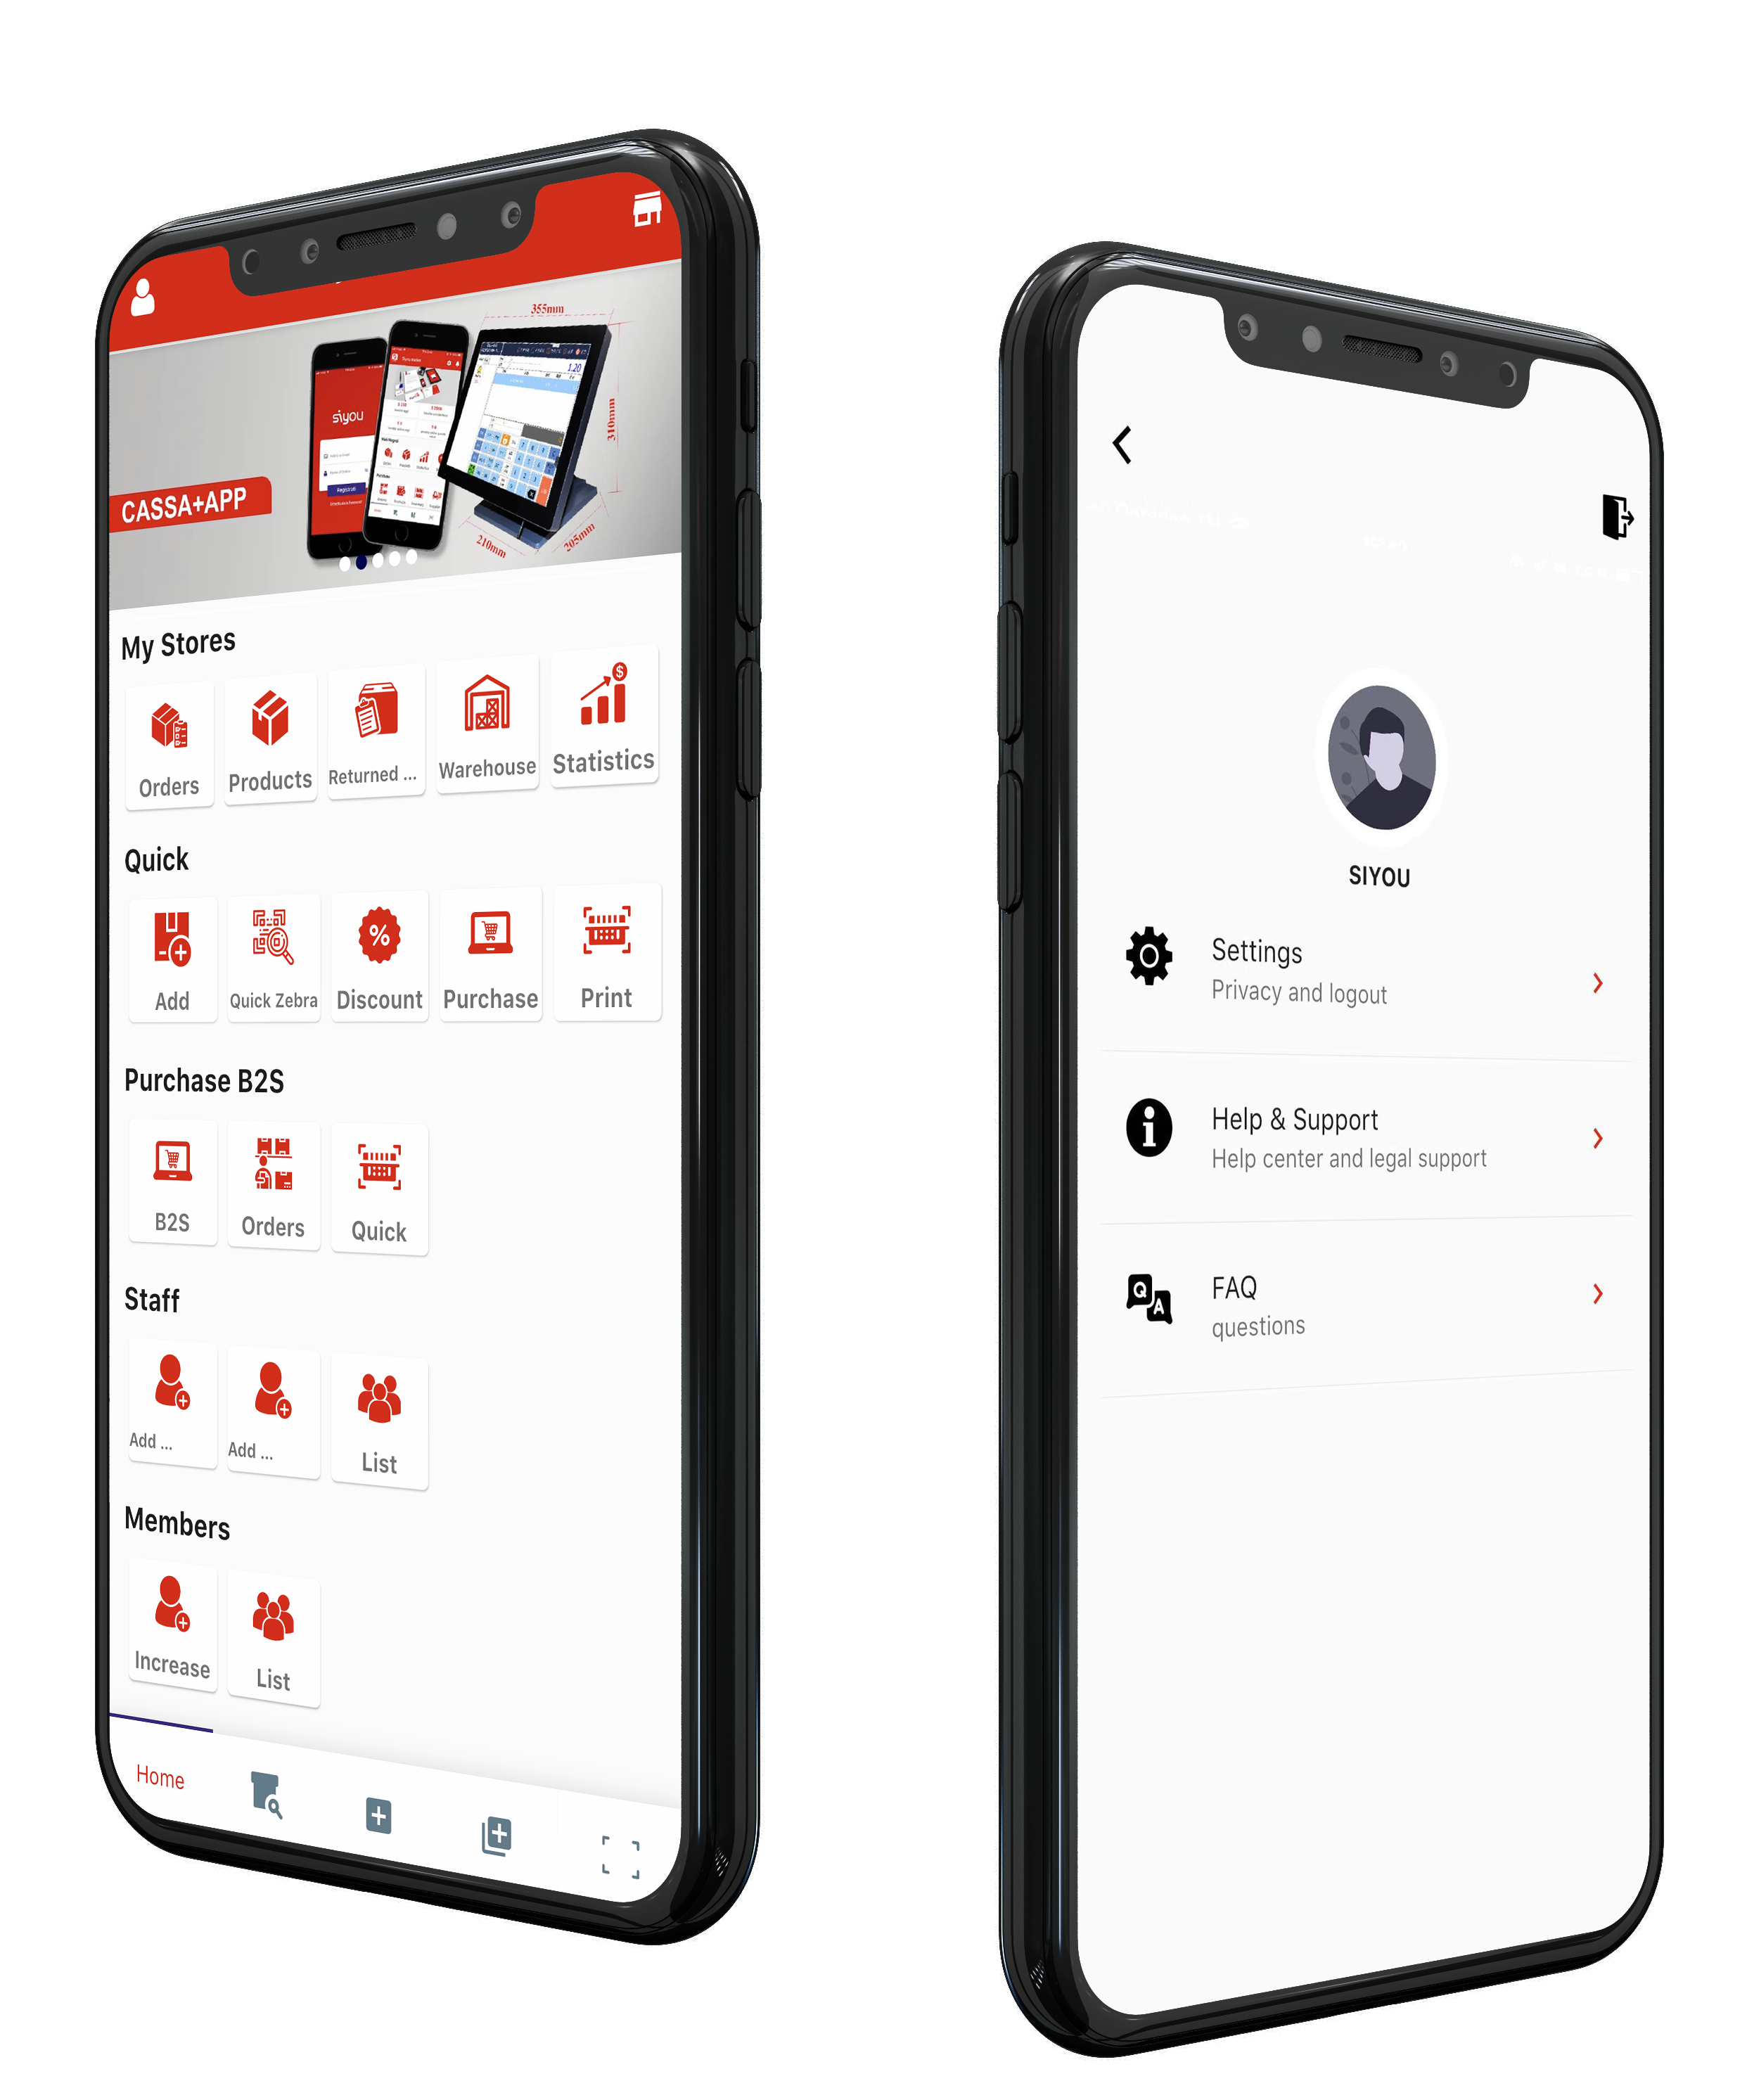 355mm
310mm
210mm
205mm
siyou
1.20
CASSA+APP
My Stores
Orders
Products
Returned ...
Warehouse
Statistics
Quick
Add
Quick Zebra
Discount
Purchase
Print
Purchase B2S
B2S
Orders
Quick
Staff
Add ...
Add ...
List
Members
Increase
List
Home
SIYOU
Settings
Privacy and logout
Help & Support
Help center and legal support
FAQ
questions